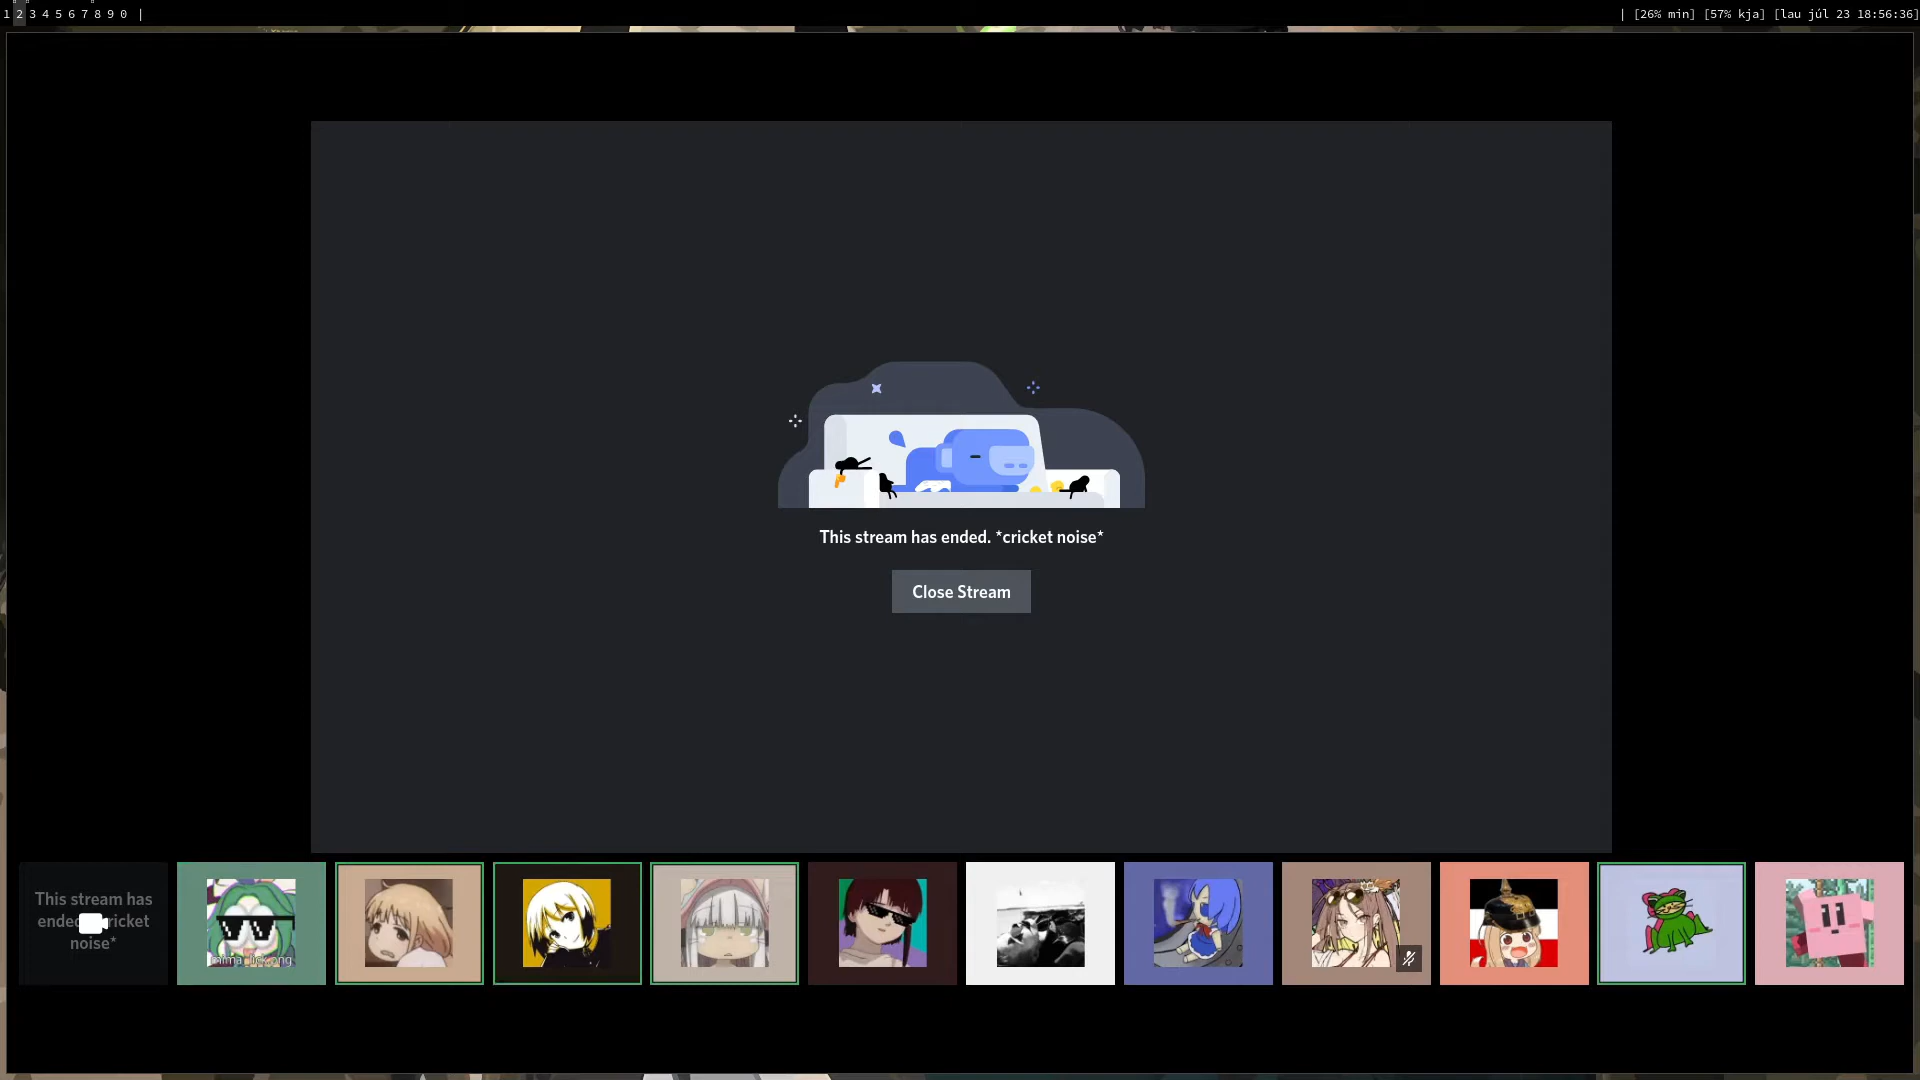 1 2 3 4 5 6 7 8 9 0 |
| [26% min] [57% kja] [lau júl 23 18:56:36]
This stream has ended. *cricket noise*
Close Stream
This stream has
ended. *cricket
noise*